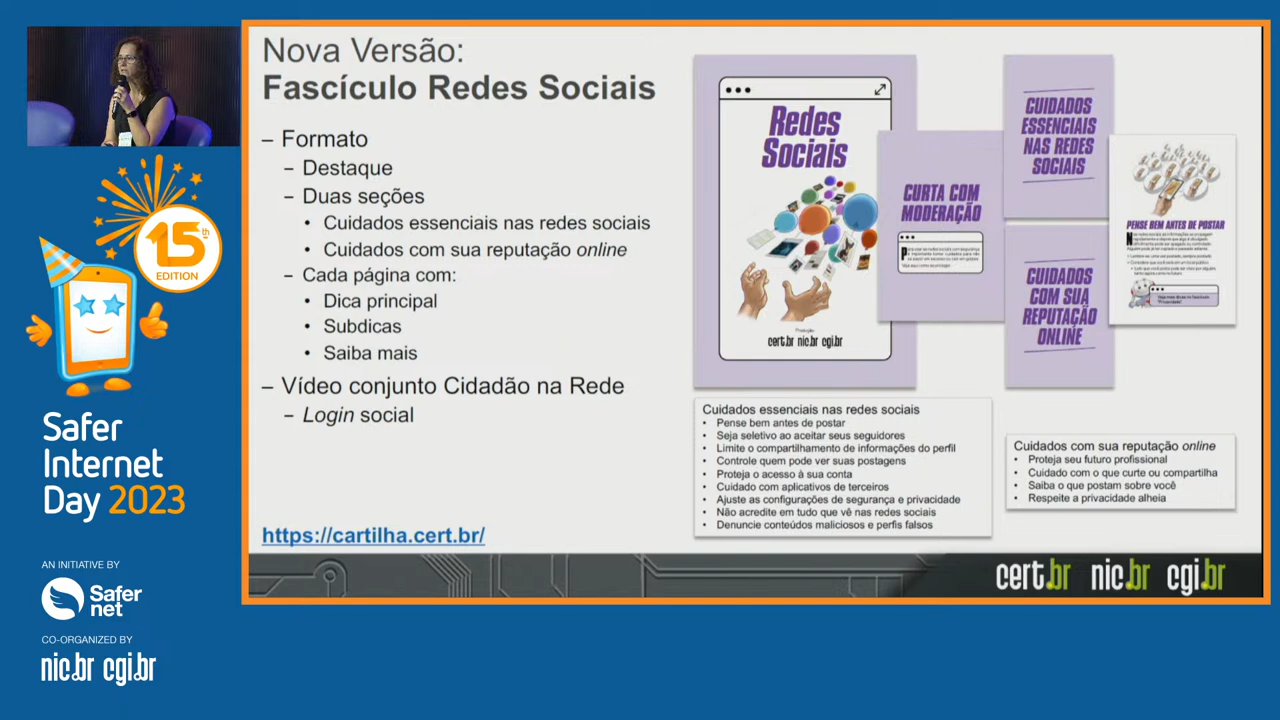 Nova Versão:
Fascículo Redes Sociais
– Formato
– Destaque
– Duas seções
• Cuidados essenciais nas redes sociais
• Cuidados com sua reputação online
– Cada página com:
• Dica principal
• Subdicas
• Saiba mais
– Vídeo conjunto Cidadão na Rede
– Login social
https://cartilha.cert.br/
Redes
Sociais
Produção:
cert.br nic.br cgi.br
CURTA COM
MODERAÇÃO
CUIDADOS
ESSENCIAIS
NAS REDES
SOCIAIS
CUIDADOS
COM SUA
REPUTAÇÃO
ONLINE
PENSE BEM ANTES DE POSTAR
Cuidados essenciais nas redes sociais
• Pense bem antes de postar
• Seja seletivo ao aceitar seus seguidores
• Limite o compartilhamento de informações do perfil
• Controle quem pode ver suas postagens
• Proteja o acesso à sua conta
• Cuidado com aplicativos de terceiros
• Ajuste as configurações de segurança e privacidade
• Não acredite em tudo que vê nas redes sociais
• Denuncie conteúdos maliciosos e perfis falsos
Cuidados com sua reputação online
• Proteja seu futuro profissional
• Cuidado com o que curte ou compartilha
• Saiba o que postam sobre você
• Respeite a privacidade alheia
cert.br nic.br cgi.br
15th
EDITION
Safer
Internet
Day 2023
AN INITIATIVE BY
Safer
net
CO-ORGANIZED BY
nic.br cgi.br